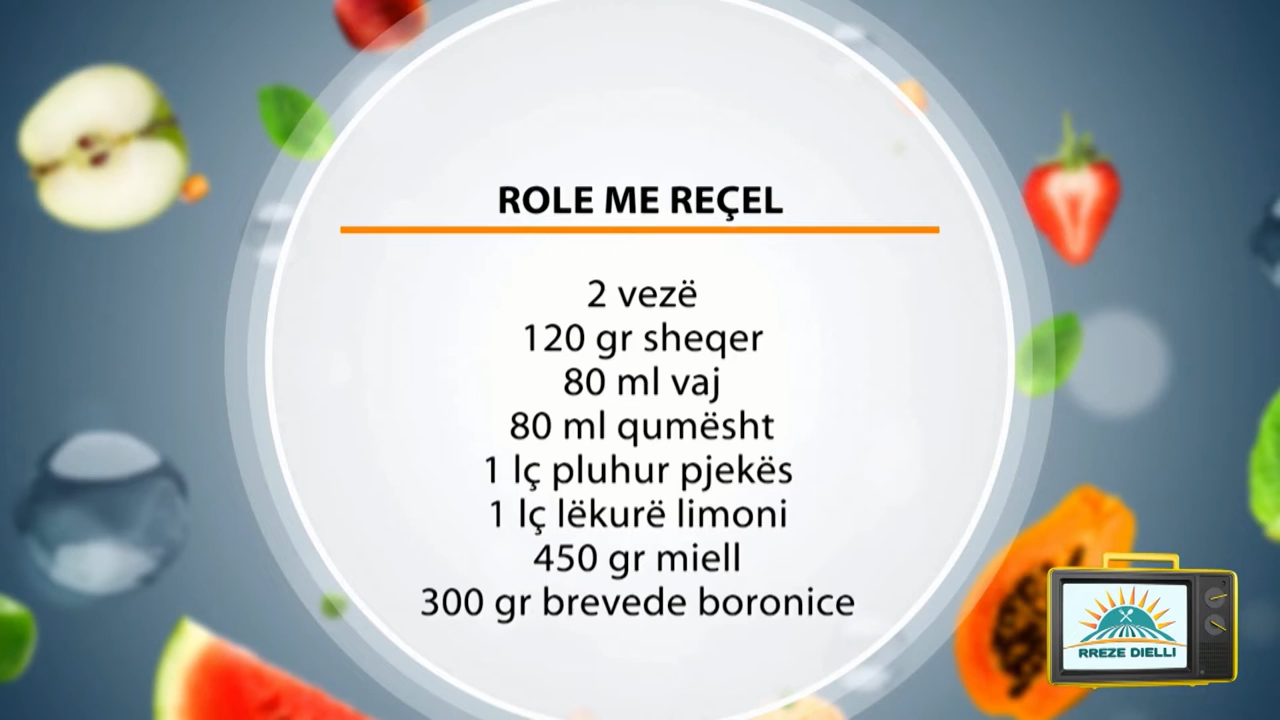 ROLE ME REÇEL
2 vezë
120 gr sheqer
80 ml vaj
80 ml qumësht
1 lç pluhur pjekës
1 lç lëkurë limoni
450 gr miell
300 gr brevede boronice
RREZE DIELLI